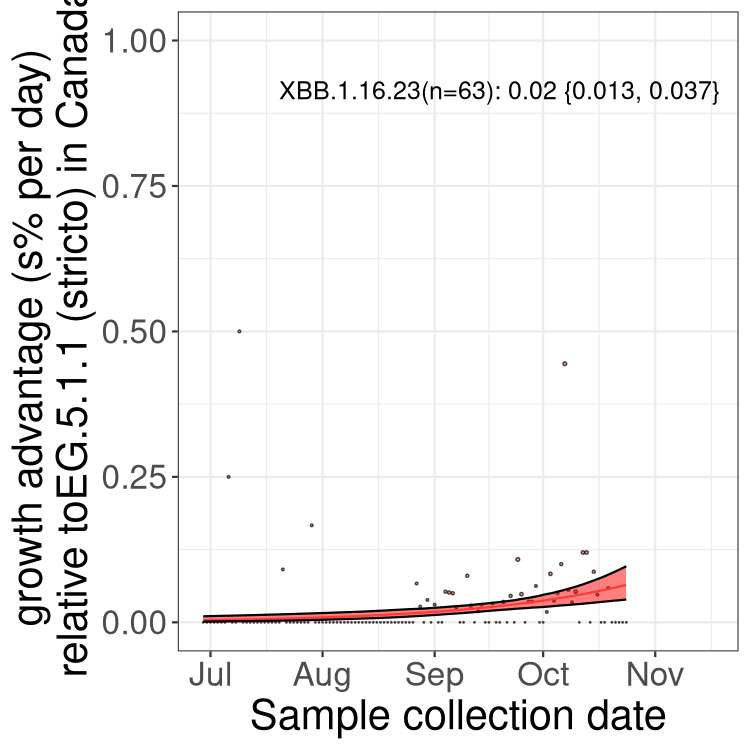 growth advantage (s% per day)
relative toEG.5.1.1 (stricto) in Canada
1.00
0.75
0.50
0.25
0.00
XBB.1.16.23(n=63): 0.02 {0.013, 0.037}
Jul Aug Sep Oct Nov
Sample collection date